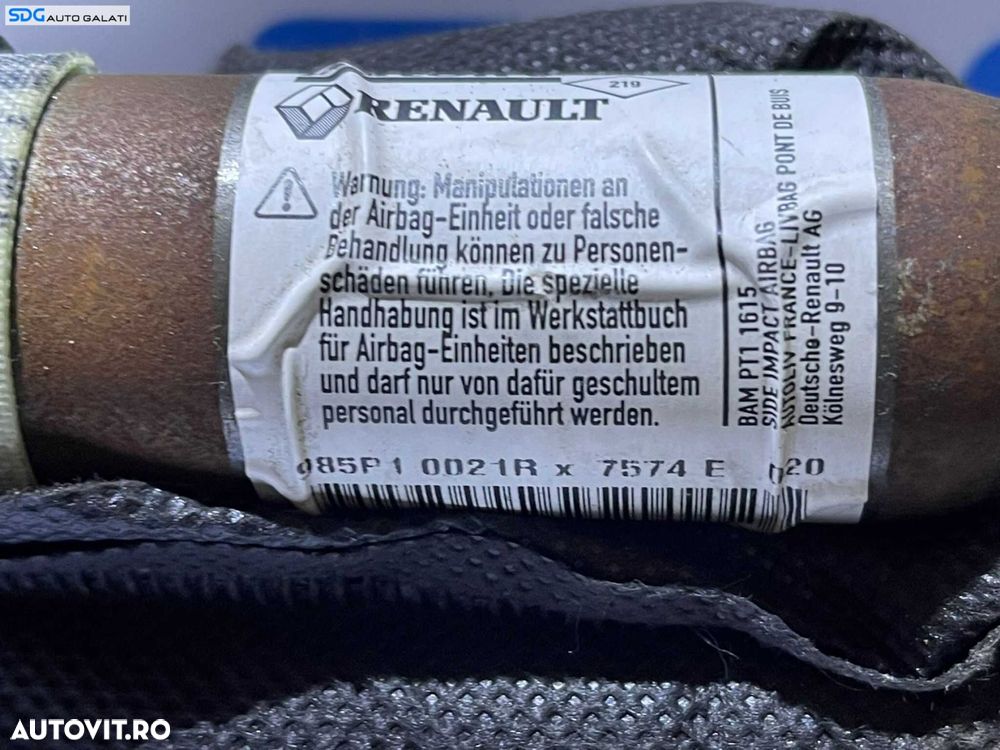 SDG AUTO GALATI
219
RENAULT
Warnung: Manipulationen an
der Airbag-Einheit oder falsche
Behandlung können zu Personen-
schäden führen. Die spezielle
Handhabung ist im Werkstattbuch
für Airbag-Einheiten beschrieben
und darf nur von dafür geschultem
personal durchgeführt werden.
BAM PT1 1615
SIDE IMPACT AIRBAG
FRANCE-LIVBAG PONT DE BUIS
Deutsche-Renault AG
Kölnesweg 9-10
0021R x 7574 E
AUTOVIT.RO